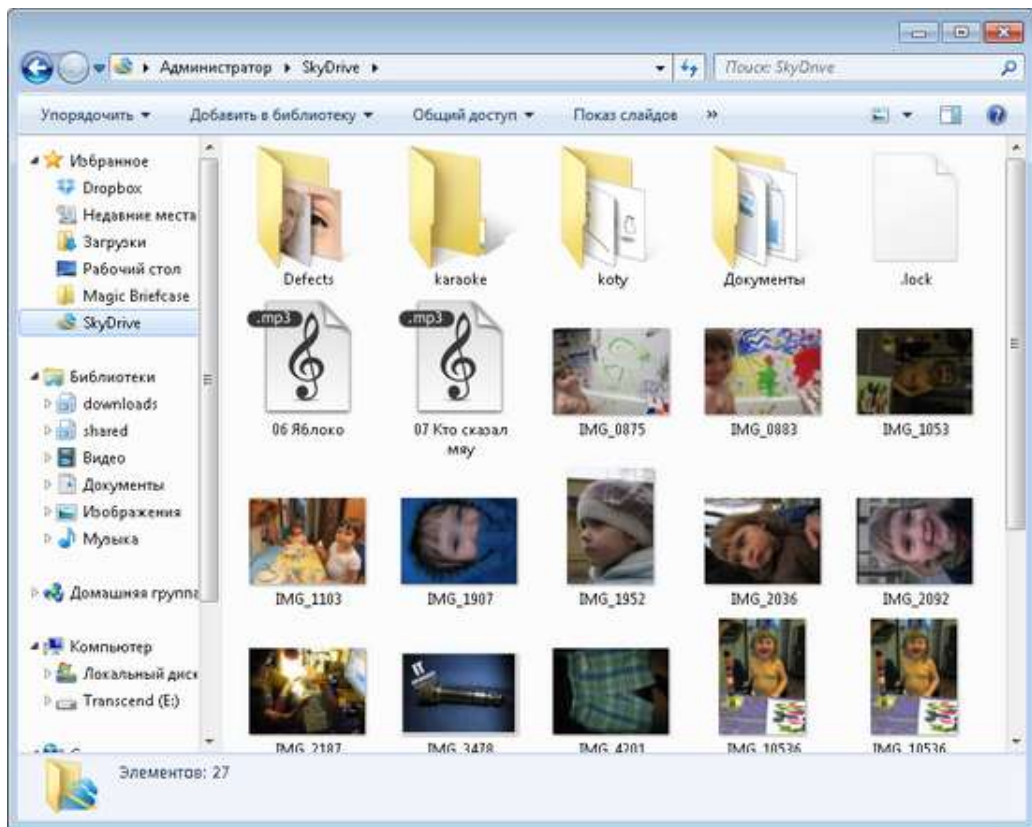 Администратор SkyDrive
Поиск: SkyDrive
Упорядочить Добавить в библиотеку Общий доступ Показ слайдов »
Избранное
Dropbox
Недавние места
Загрузки
Рабочий стол
Magic Briefcase
SkyDrive
Библиотеки
downloads
shared
Видео
Документы
Изображения
Музыка
Домашняя группа
Компьютер
Локальный диск
Transcend (E:)
Defects karaoke koty Документы .lock
.mp3 .mp3
06 Яблоко 07 Кто сказал IMG_0875 IMG_0883 IMG_1053
мяу
IMG_1103 IMG_1907 IMG_1952 IMG_2036 IMG_2092
IT
IMG_2187 IMG_3478 IMG_4201 IMG_10536 IMG_10536
Элементов: 27